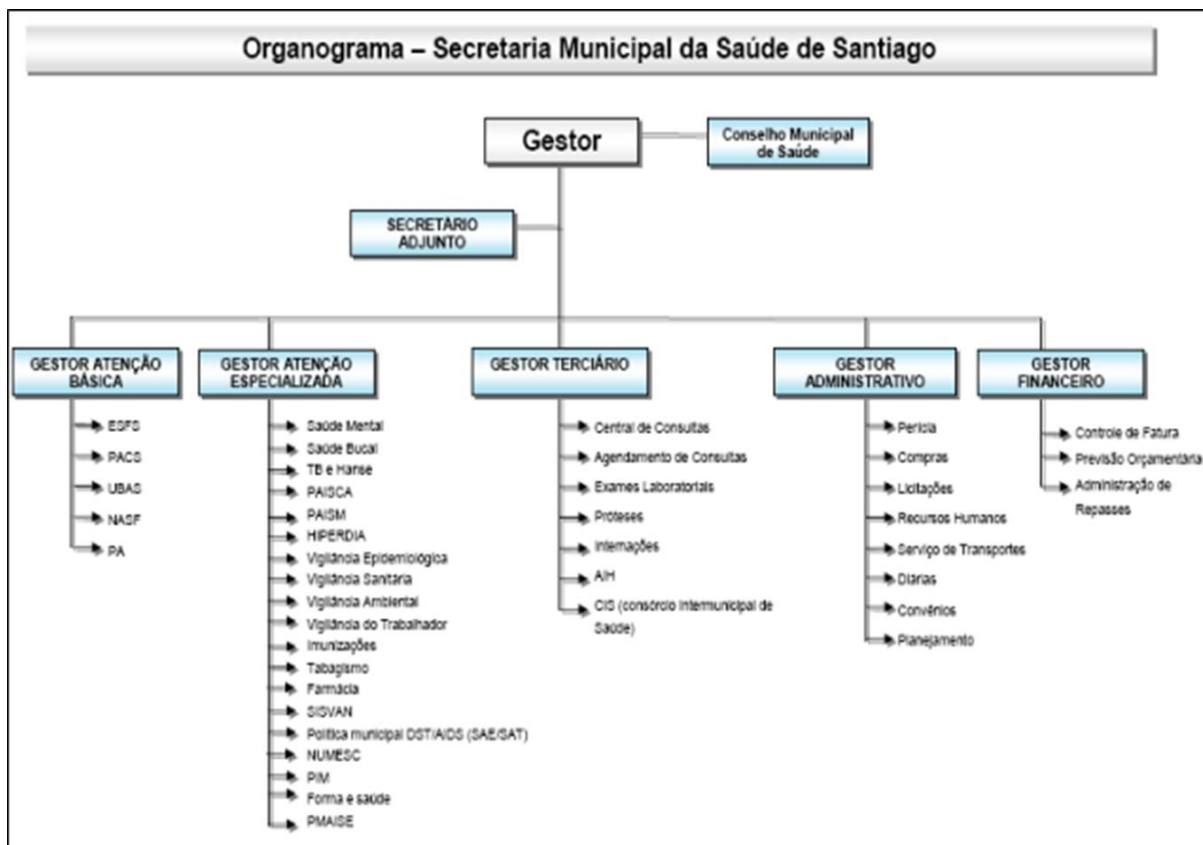 Organograma – Secretaria Municipal da Saúde de Santiago
Gestor
Conselho Municipal
de Saúde
SECRETÁRIO
ADJUNTO
GESTOR ATENÇÃO
BÁSICA
ESFS
PACS
UBAS
NASF
PA
GESTOR ATENÇÃO
ESPECIALIZADA
Saúde Mental
Saúde Bucal
TB e Hanse
PAISCA
PAISM
HIPERDIA
Vigilância Epidemiológica
Vigilância Sanitária
Vigilância Ambiental
Vigilância do Trabalhador
Imunizações
Tabagismo
Farmácia
SISVAN
Política municipal DST/AIDS (SAE/SAT)
NUMESC
PIM
Forma e saúde
PMAISE
GESTOR TERCIÁRIO
Central de Consultas
Agendamento de Consultas
Exames Laboratoriais
Próteses
Internações
AIH
CIS (consórcio Intermunicipal de
Saúde)
GESTOR
ADMINISTRATIVO
Perícia
Compras
Licitações
Recursos Humanos
Serviço de Transportes
Diárias
Convênios
Planejamento
GESTOR
FINANCEIRO
Controle de Fatura
Previsão Orçamentária
Administração de
Repasses